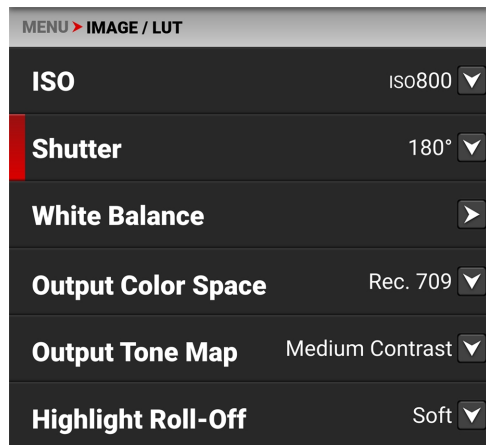 MENU > IMAGE / LUT
ISO ISO800
Shutter 180°
White Balance
Output Color Space Rec. 709
Output Tone Map Medium Contrast
Highlight Roll-Off Soft